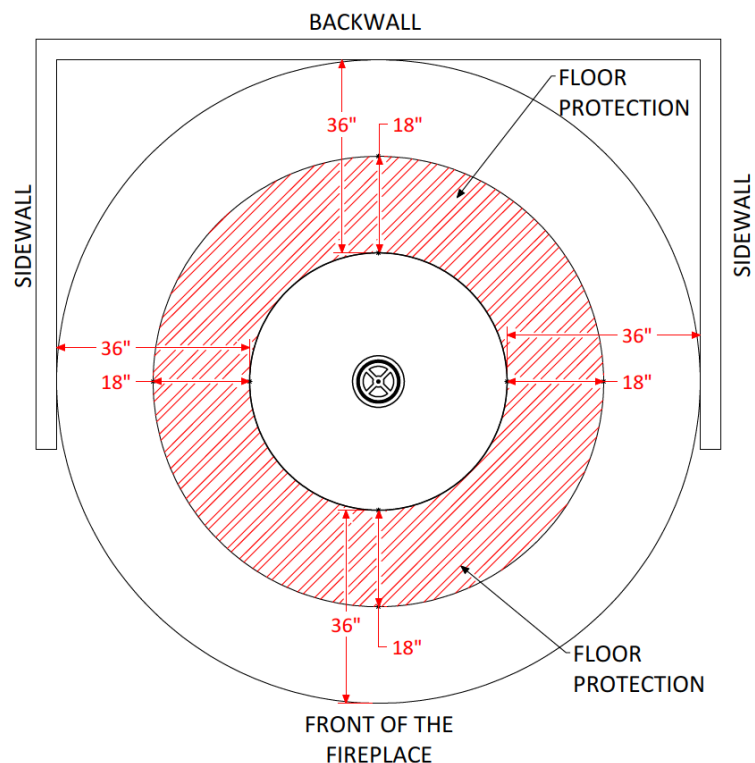 BACKWALL
FLOOR
PROTECTION
36"
18"
SIDEWALL
SIDEWALL
36"
36"
18"
18"
36"
18"
FLOOR
PROTECTION
FRONT OF THE
FIREPLACE